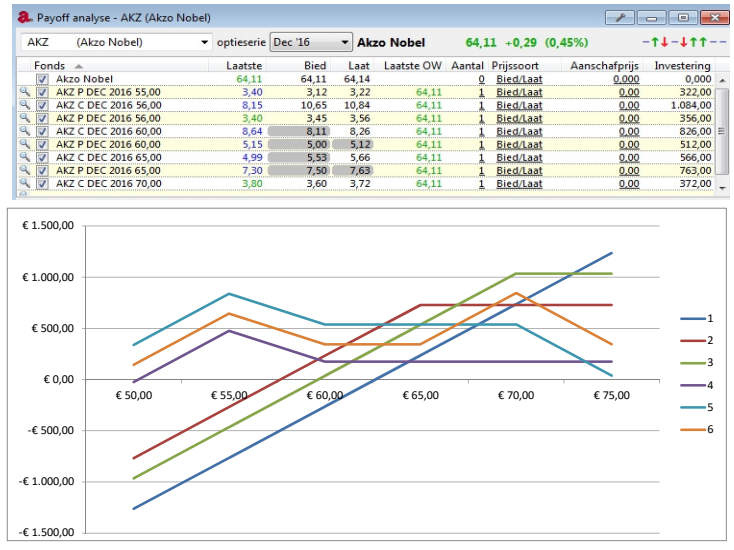 a. Payoff analyse - AKZ (Akzo Nobel)
AKZ (Akzo Nobel) optieserie Dec '16 Akzo Nobel 64,11 +0,29 (0,45%) -↑↓-↓↑↑--
Fonds Laatste Bied Laat Laatste OW Aantal Prijssoort Aanschafprijs Investering
Akzo Nobel 64,11 64,11 64,14 0 Bied/Laat 0,000 0,000
AKZ P DEC 2016 55,00 3,40 3,12 3,22 64,11 1 Bied/Laat 0,00 322,00
AKZ C DEC 2016 56,00 8,15 10,65 10,84 64,11 1 Bied/Laat 0,00 1.084,00
AKZ P DEC 2016 56,00 3,40 3,45 3,56 64,11 1 Bied/Laat 0,00 356,00
AKZ C DEC 2016 60,00 8,64 8,11 8,26 64,11 1 Bied/Laat 0,00 826,00
AKZ P DEC 2016 60,00 5,15 5,00 5,12 64,11 1 Bied/Laat 0,00 512,00
AKZ C DEC 2016 65,00 4,99 5,53 5,66 64,11 1 Bied/Laat 0,00 566,00
AKZ P DEC 2016 65,00 7,30 7,50 7,63 64,11 1 Bied/Laat 0,00 763,00
AKZ C DEC 2016 70,00 3,80 3,60 3,72 64,11 1 Bied/Laat 0,00 372,00
€ 1.500,00
€ 1.000,00
€ 500,00
€ 0,00
-€ 500,00
-€ 1.000,00
-€ 1.500,00
€ 50,00 € 55,00 € 60,00 € 65,00 € 70,00 € 75,00
1
2
3
4
5
6